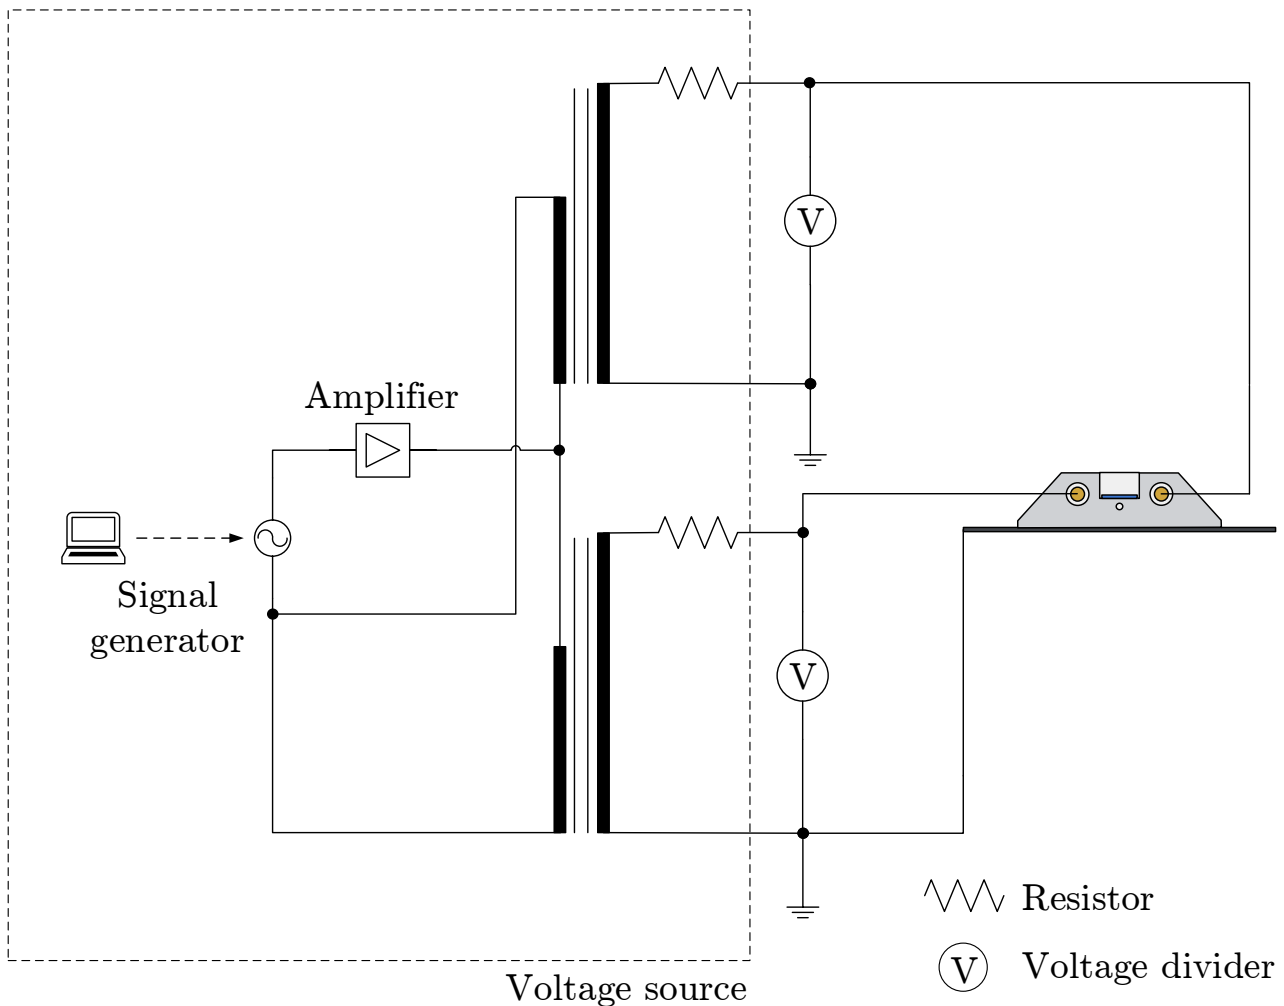 Amplifier
V
Signal
generator
V
Resistor
V Voltage divider
Voltage source